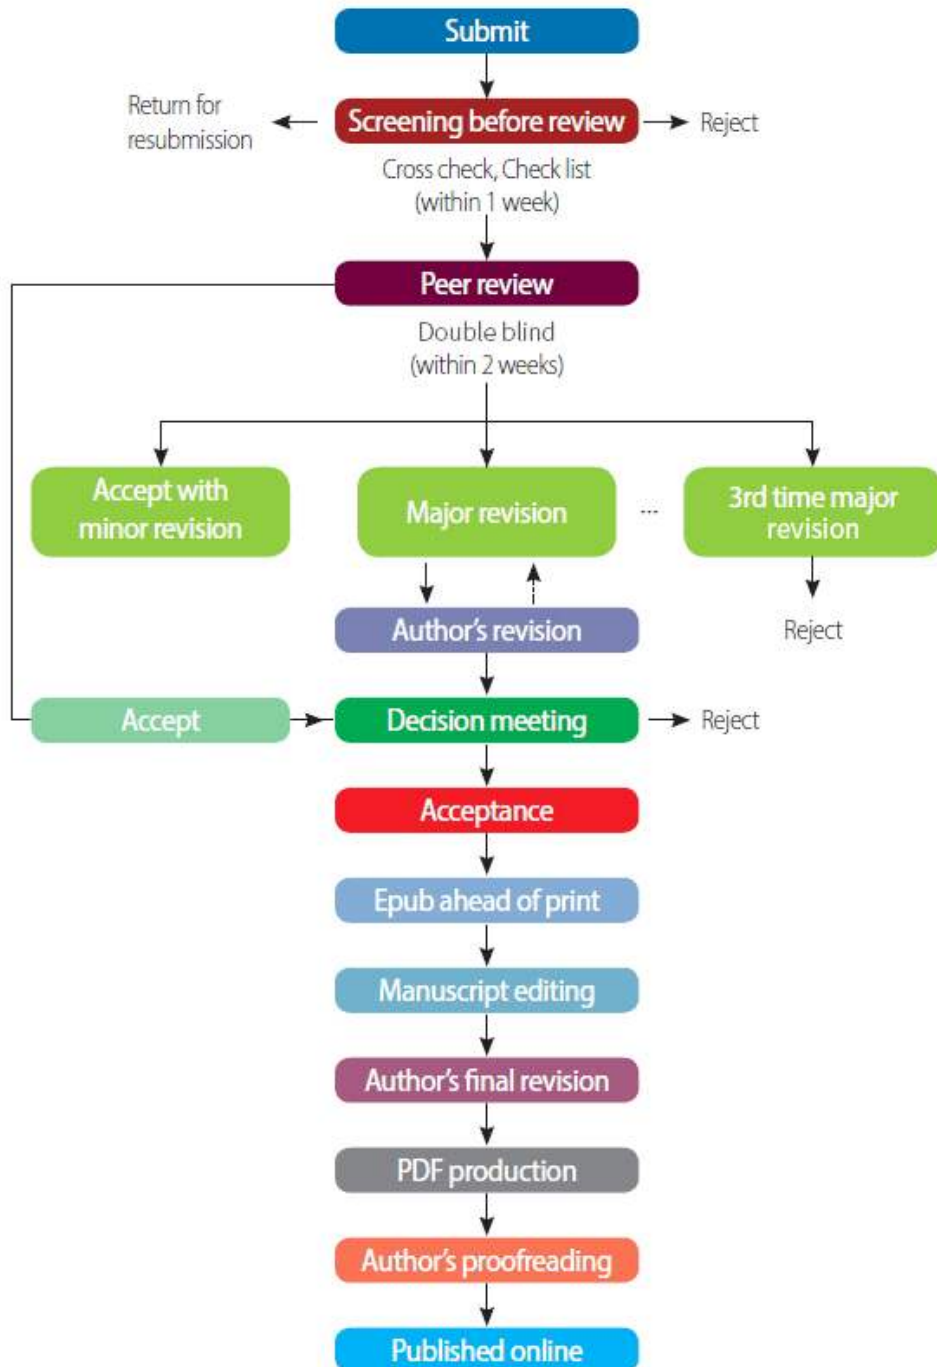 Submit
Return for
resubmission
Screening before review
Reject
Cross check, Check list
(within 1 week)
Peer review
Double blind
(within 2 weeks)
Accept with
minor revision
Major revision
...
3rd time major
revision
Author's revision
Reject
Accept
Decision meeting
Reject
Acceptance
Epub ahead of print
Manuscript editing
Author's final revision
PDF production
Author's proofreading
Published online